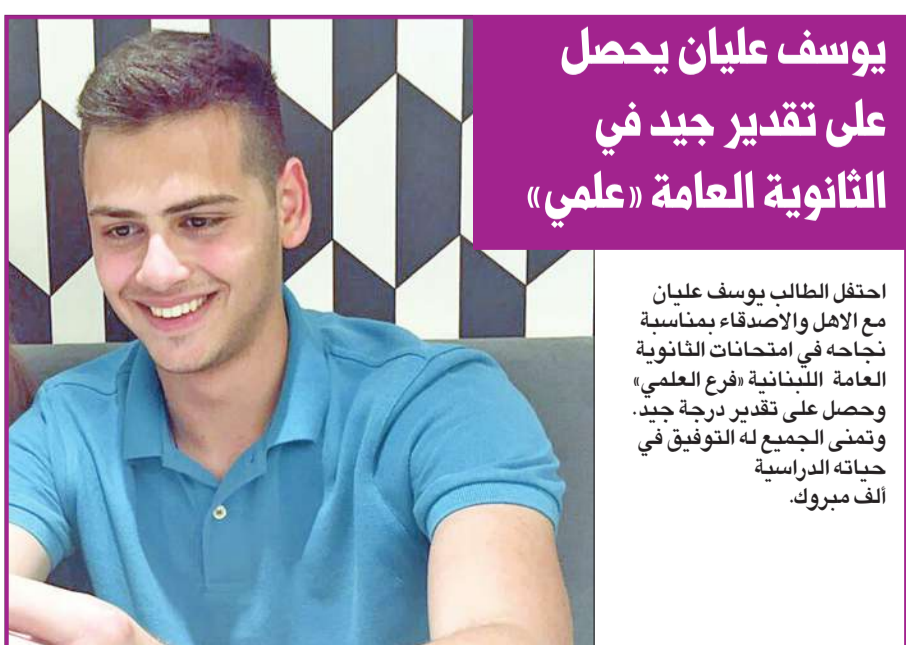 يوسف عليان يحصل
على تقدير جيد في
الثانوية العامة «علمي»
احتفل الطالب يوسف عليان
مع الاهل والاصدقاء بمناسبة
نجاحه في امتحانات الثانوية
العامة اللبنانية «فرع العلمي»
وحصل على تقدير درجة جيد.
وتمنى الجميع له التوفيق في
حياته الدراسية
ألف مبروك.